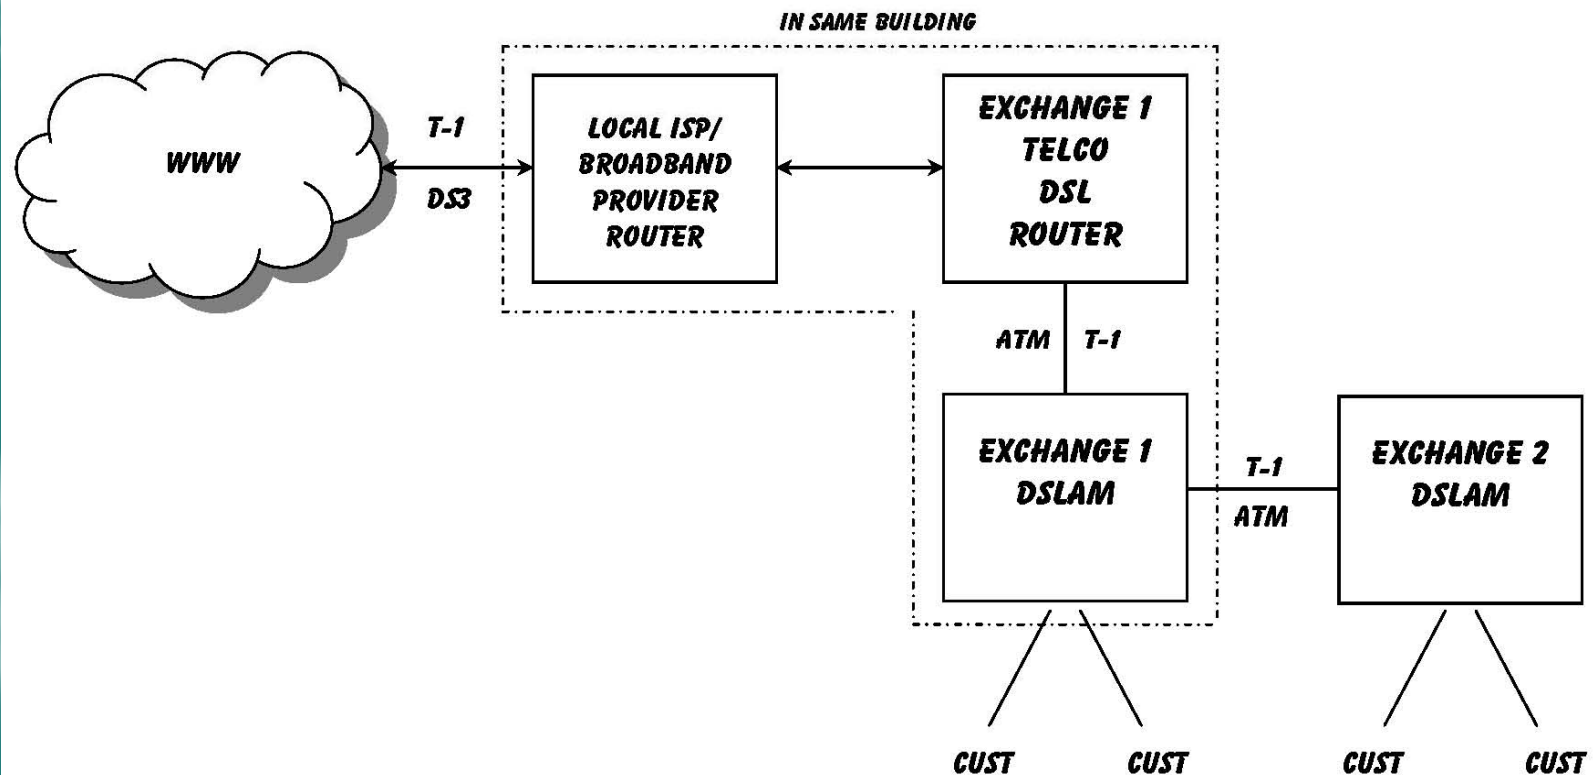 IN SAME BUILDING
WWW
T-1
DS3
LOCAL ISP/
BROADBAND
PROVIDER
ROUTER
EXCHANGE 1
TELCO
DSL
ROUTER
ATM T-1
EXCHANGE 1
DSLAM
T-1
ATM
EXCHANGE 2
DSLAM
CUST CUST CUST CUST